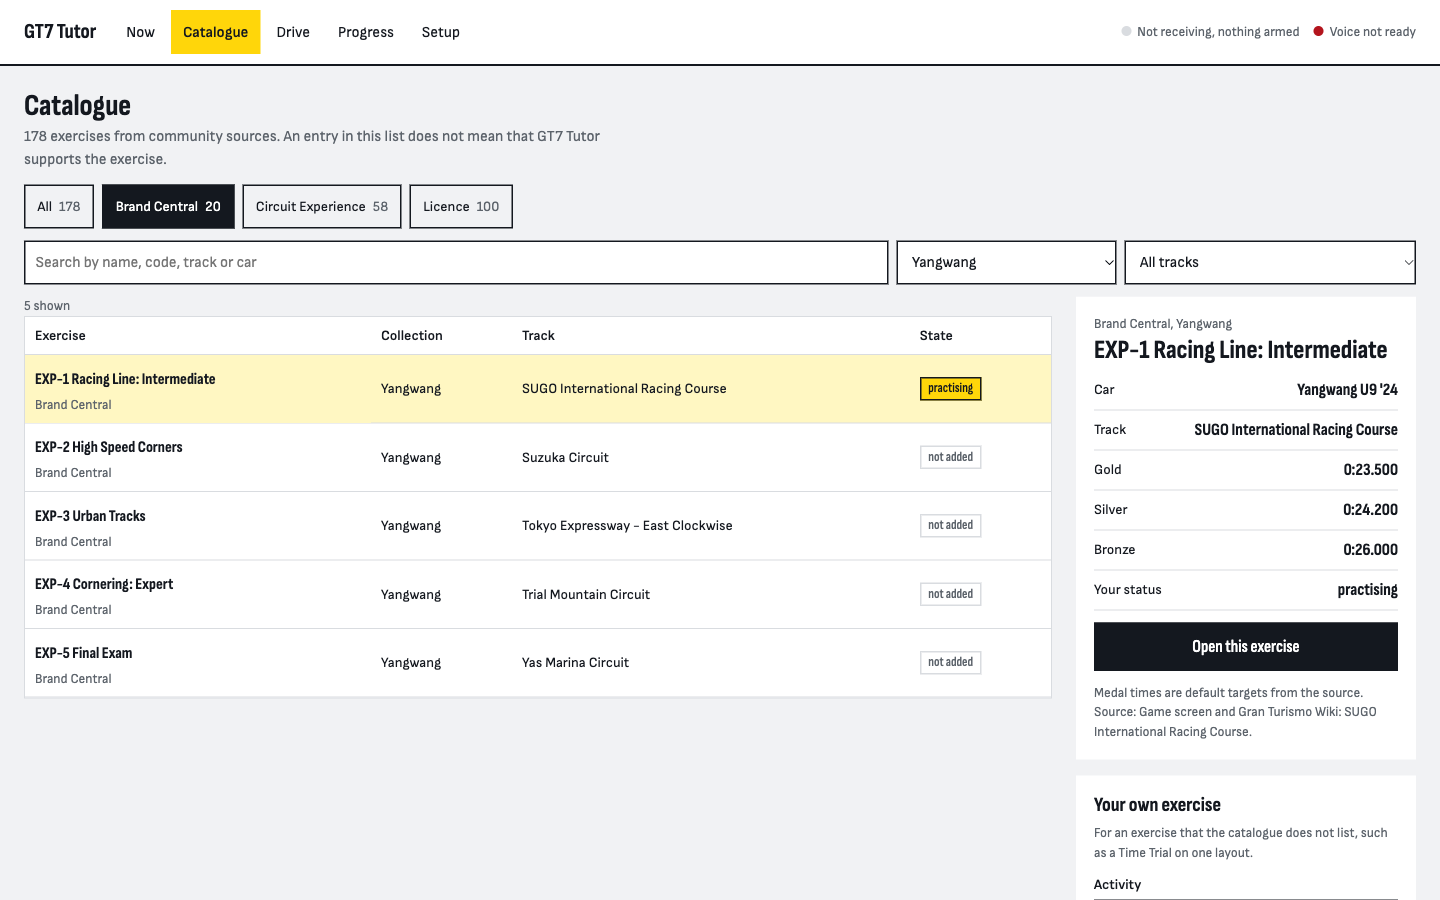 GT7 Tutor
Now
Catalogue
Drive
Progress
Setup
Not receiving, nothing armed
Voice not ready
Catalogue
178 exercises from community sources. An entry in this list does not mean that GT7 Tutor
supports the exercise.
All 178
Brand Central 20
Circuit Experience 58
Licence 100
Search by name, code, track or car
Yangwang
All tracks
5 shown
Exercise Collection Track State
EXP-1 Racing Line: Intermediate
Brand Central
Yangwang
SUGO International Racing Course
practising
EXP-2 High Speed Corners
Brand Central
Yangwang
Suzuka Circuit
not added
EXP-3 Urban Tracks
Brand Central
Yangwang
Tokyo Expressway - East Clockwise
not added
EXP-4 Cornering: Expert
Brand Central
Yangwang
Trial Mountain Circuit
not added
EXP-5 Final Exam
Brand Central
Yangwang
Yas Marina Circuit
not added
Brand Central, Yangwang
EXP-1 Racing Line: Intermediate
Car Yangwang U9 '24
Track SUGO International Racing Course
Gold 0:23.500
Silver 0:24.200
Bronze 0:26.000
Your status practising
Open this exercise
Medal times are default targets from the source.
Source: Game screen and Gran Turismo Wiki: SUGO
International Racing Course.
Your own exercise
For an exercise that the catalogue does not list, such
as a Time Trial on one layout.
Activity